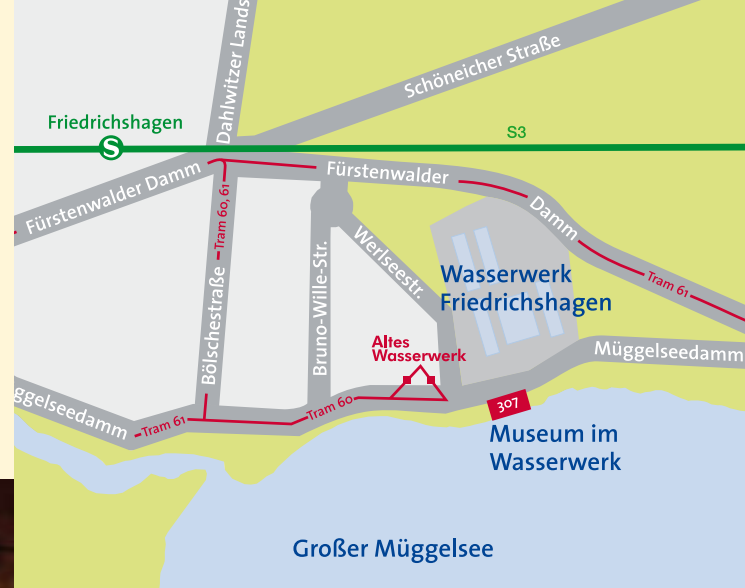 Dahlwitzer Lands
Schöneicher Straße
Friedrichshagen
S
S3
Fürstenwalder Damm
Fürstenwalder
Damm
Tram 60, 61
Werlseestr.
Bruno-Wille-Str.
Bölschestraße
Wasserwerk
Friedrichshagen
Tram 61
Altes
Wasserwerk
Müggelseedamm
ggelseedamm
Tram 61
Tram 60
307
Museum im
Wasserwerk
Großer Müggelsee